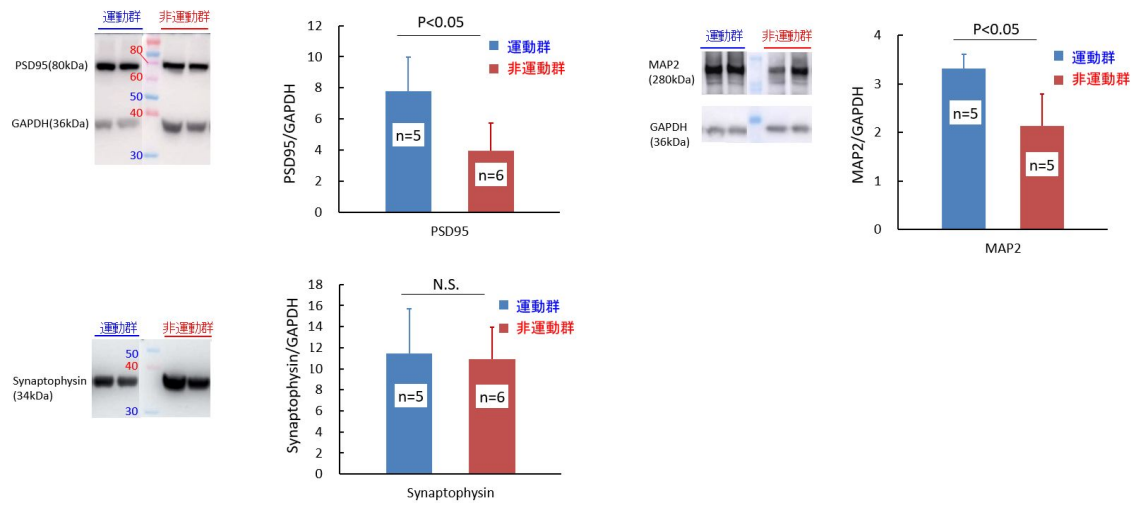 運動群 非運動群
PSD95(80kDa)
80
60
50
GAPDH(36kDa)
40
30
P<0.05
運動群
非運動群
PSD95/GAPDH
12
10
8
6
4
2
0
n=5
n=6
PSD95
運動群 非運動群
MAP2
(280kDa)
GAPDH
(36kDa)
P<0.05
運動群
非運動群
MAP2/GAPDH
4
3
2
1
0
n=5
n=5
MAP2
運動群 非運動群
50
40
Synaptophysin
(34kDa)
30
N.S.
運動群
非運動群
Synaptophysin/GAPDH
18
16
14
12
10
8
6
4
2
0
n=5
n=6
Synaptophysin